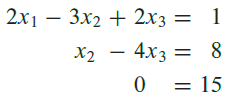 2x₁ − 3x₂ + 2x₃ = 1
x₂ − 4x₃ = 8
0 = 15